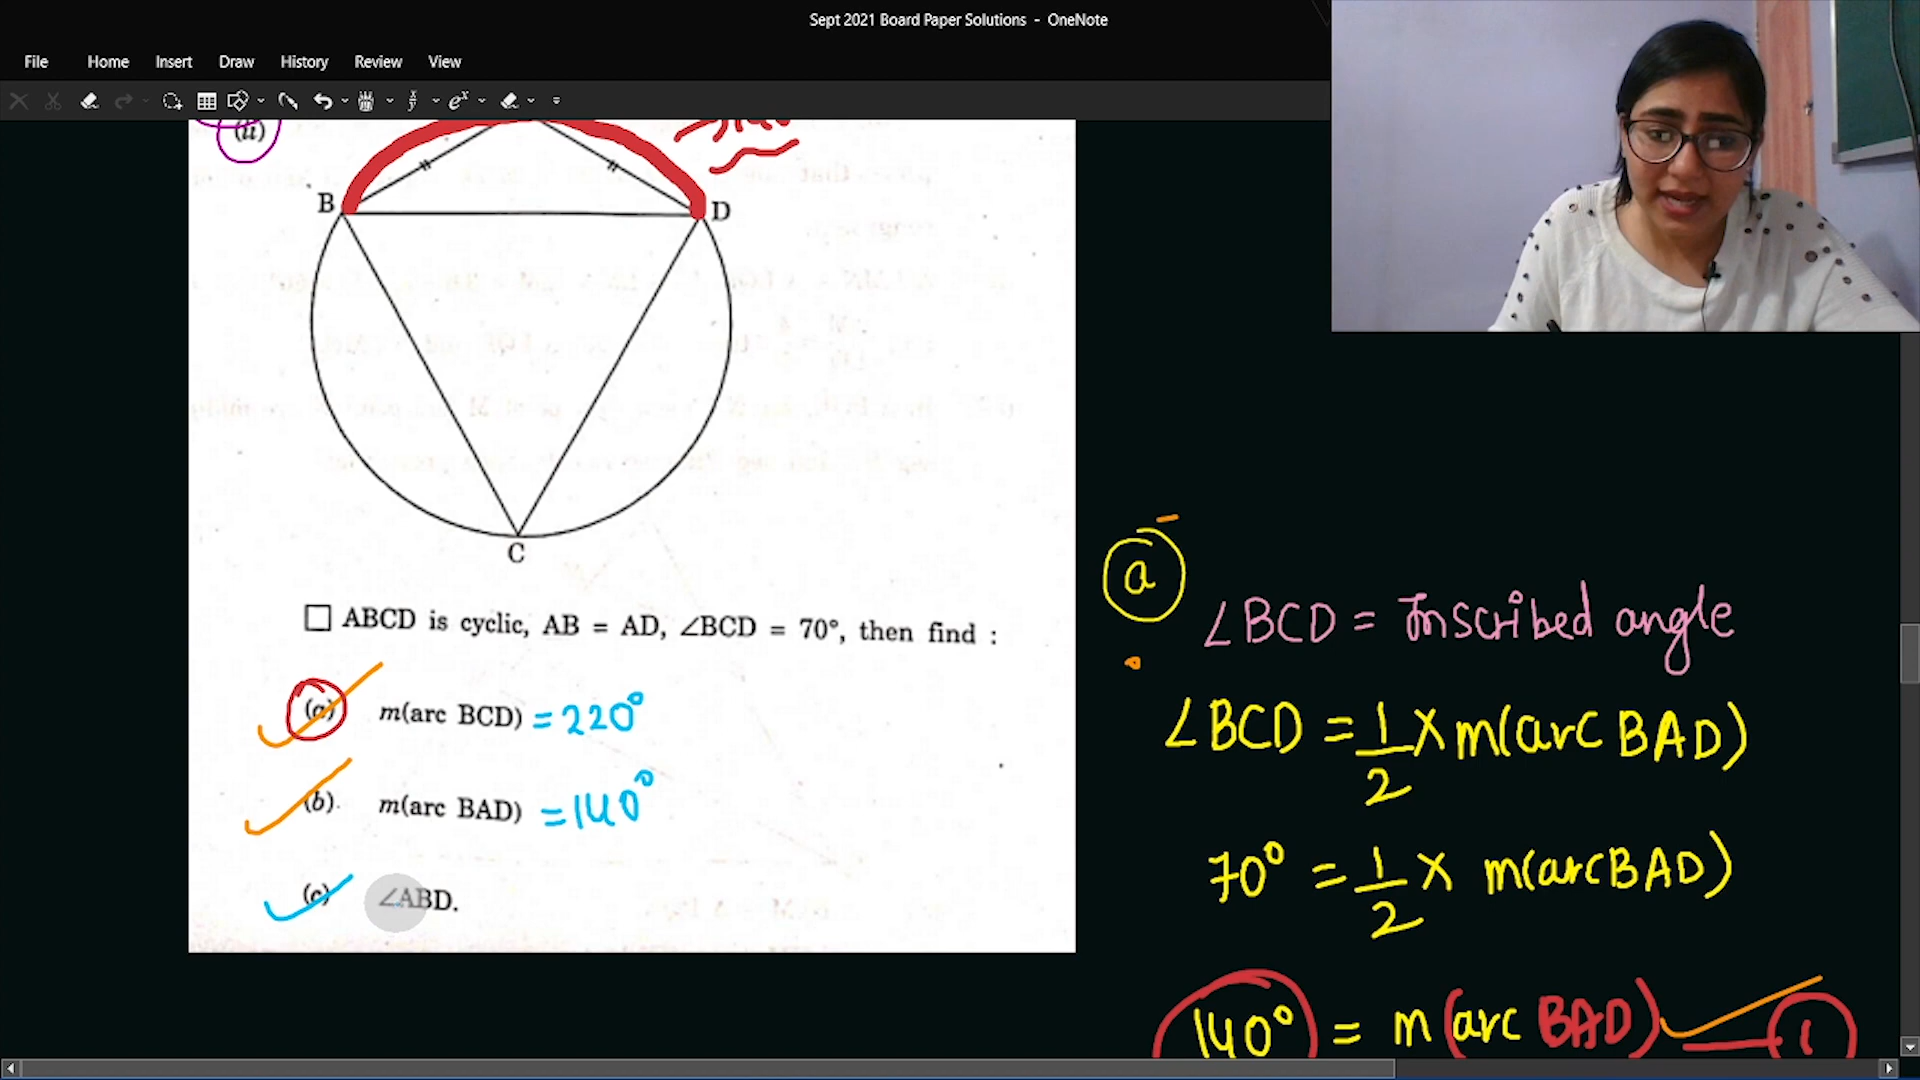 Sept 2021 Board Paper Solutions - OneNote
File Home Insert Draw History Review View
(ii)
B
D
C
ABCD is cyclic, AB = AD, ∠BCD = 70°, then find :
(a) m(arc BCD) = 220°
(b) m(arc BAD) = 140°
(c) ∠ABD.
a
∠BCD = Inscribed angle
∠BCD = 1/2 × m(arc BAD)
70° = 1/2 × m(arc BAD)
140° = m(arc BAD) 1